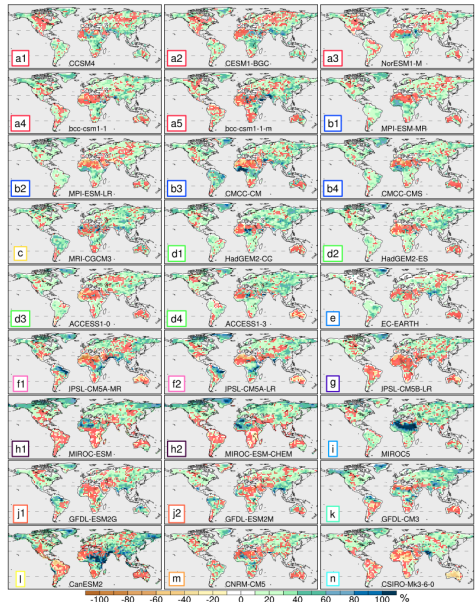 a1 CCSM4
a2 CESM1-BGC
a3 NorESM1-M
a4 bcc-csm1-1
a5 bcc-csm1-1-m
b1 MPI-ESM-MR
b2 MPI-ESM-LR
b3 CMCC-CM
b4 CMCC-CMS
c MRI-CGCM3
d1 HadGEM2-CC
d2 HadGEM2-ES
d3 ACCESS1-0
d4 ACCESS1-3
e EC-EARTH
f1 IPSL-CM5A-MR
f2 IPSL-CM5A-LR
g IPSL-CM5B-LR
h1 MIROC-ESM
h2 MIROC-ESM-CHEM
i MIROC5
j1 GFDL-ESM2G
j2 GFDL-ESM2M
k GFDL-CM3
l CanESM2
m CNRM-CM5
n CSIRO-Mk3-6-0
-100 -80 -60 -40 -20 0 20 40 60 80 100 %